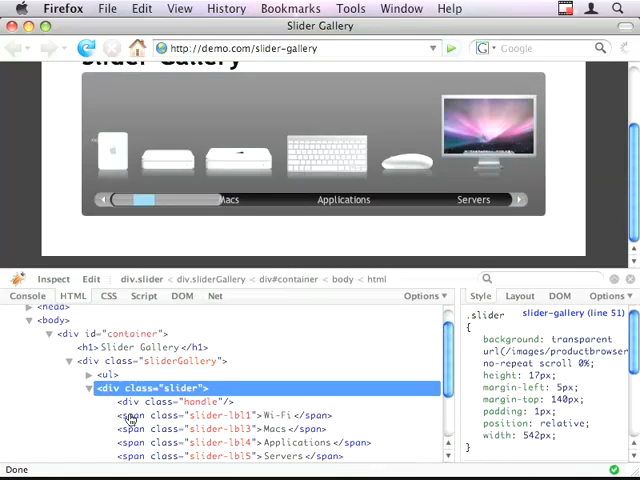 Firefox File Edit View History Bookmarks Tools Window Help
Slider Gallery
http://demo.com/slider-gallery
Google
Slider Gallery
Macs Applications Servers
Inspect Edit div.slider < div.sliderGallery < div#container < body < html
Console HTML CSS Script DOM Net Options
Style Layout DOM Options
<head>
<body>
<div id="container">
<h1>Slider Gallery</h1>
<div class="sliderGallery">
<ul>
<div class="slider">
<div class="handle"/>
<span class="slider-lbl1">Wi-Fi</span>
<span class="slider-lbl3">Macs</span>
<span class="slider-lbl4">Applications</span>
<span class="slider-lbl5">Servers</span>
.slider slider-gallery (line 51)
{
background: transparent
url(/images/productbrowser
no-repeat scroll 0%;
height: 17px;
margin-left: 5px;
margin-top: 140px;
padding: 1px;
position: relative;
width: 542px;
}
Done